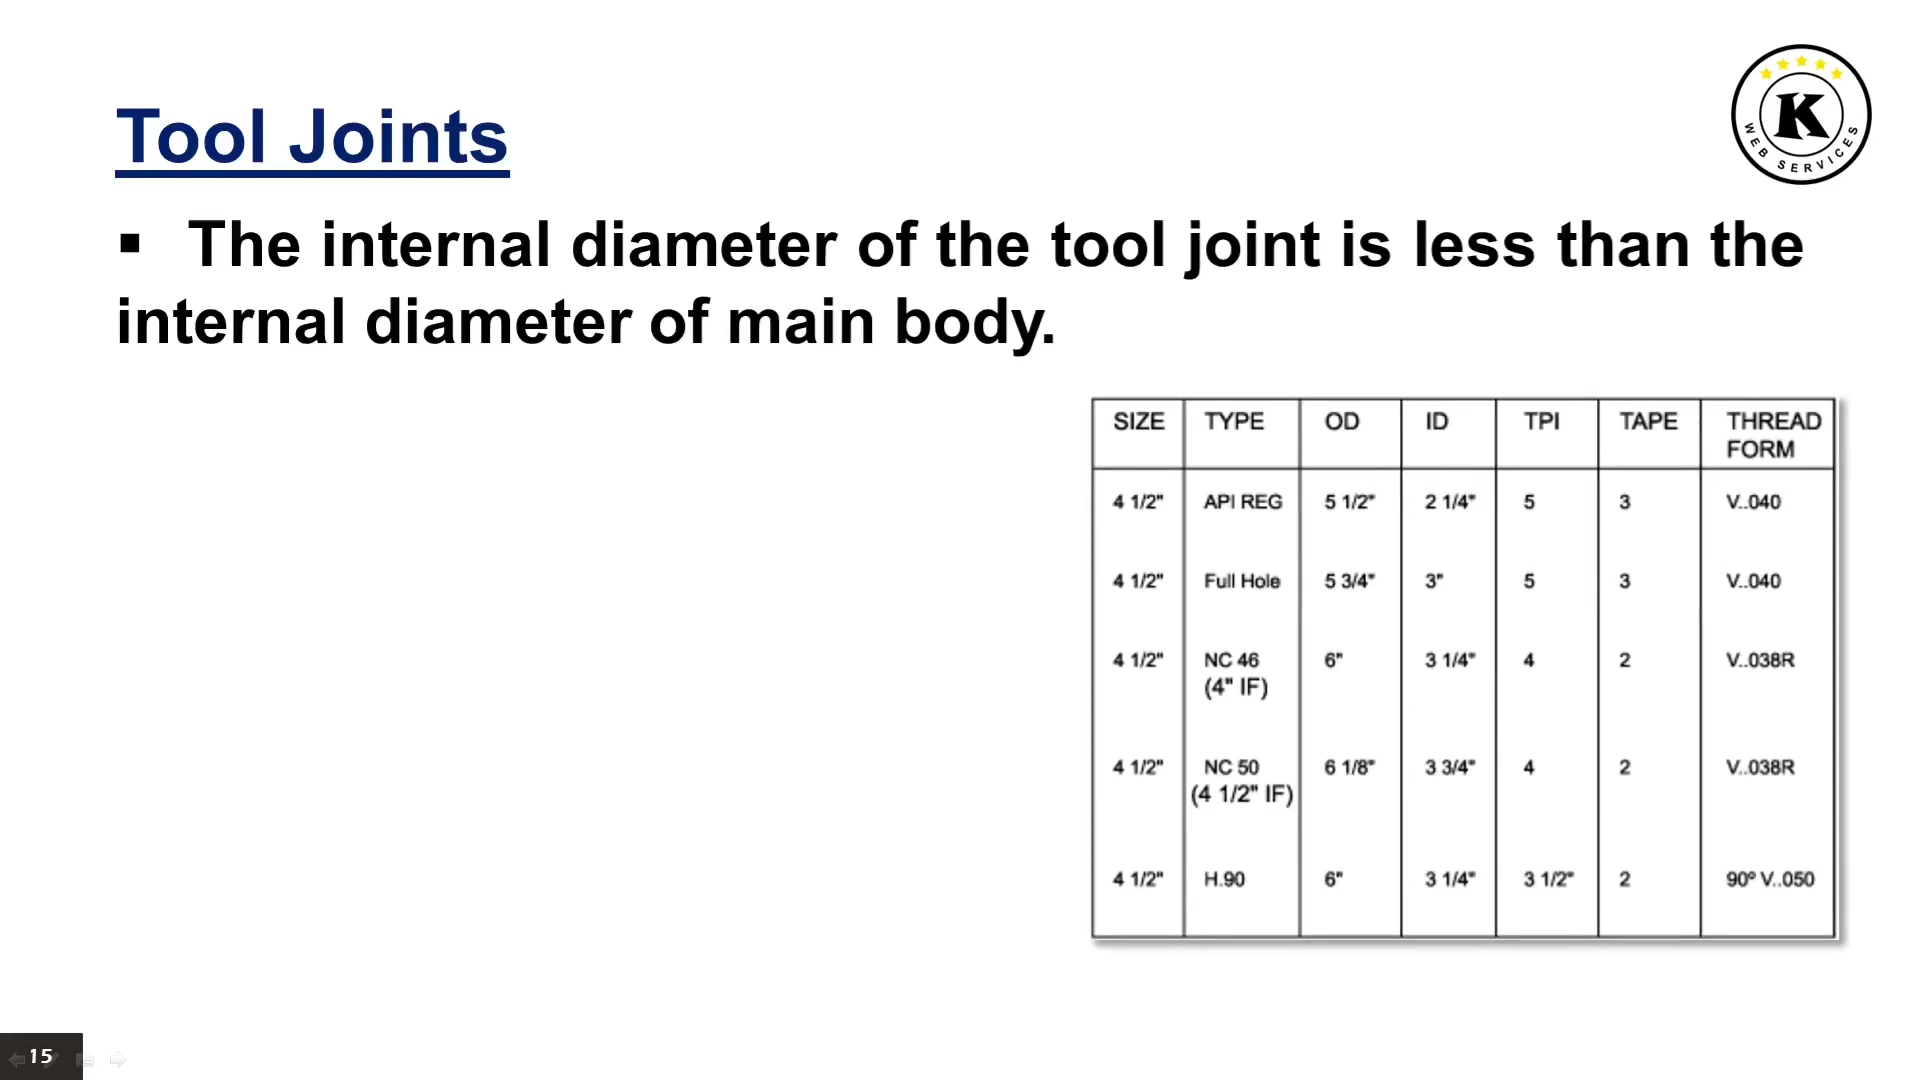 Tool Joints
K
WEB SERVICES
▪ The internal diameter of the tool joint is less than the
internal diameter of main body.
SIZE TYPE OD ID TPI TAPE THREAD
FORM
4 1/2" API REG 5 1/2" 2 1/4" 5 3 V..040
4 1/2" Full Hole 5 3/4" 3" 5 3 V..040
4 1/2" NC 46 6" 3 1/4" 4 2 V..038R
(4" IF)
4 1/2" NC 50 6 1/8" 3 3/4" 4 2 V..038R
(4 1/2" IF)
4 1/2" H.90 6" 3 1/4" 3 1/2" 2 90º V..050
15